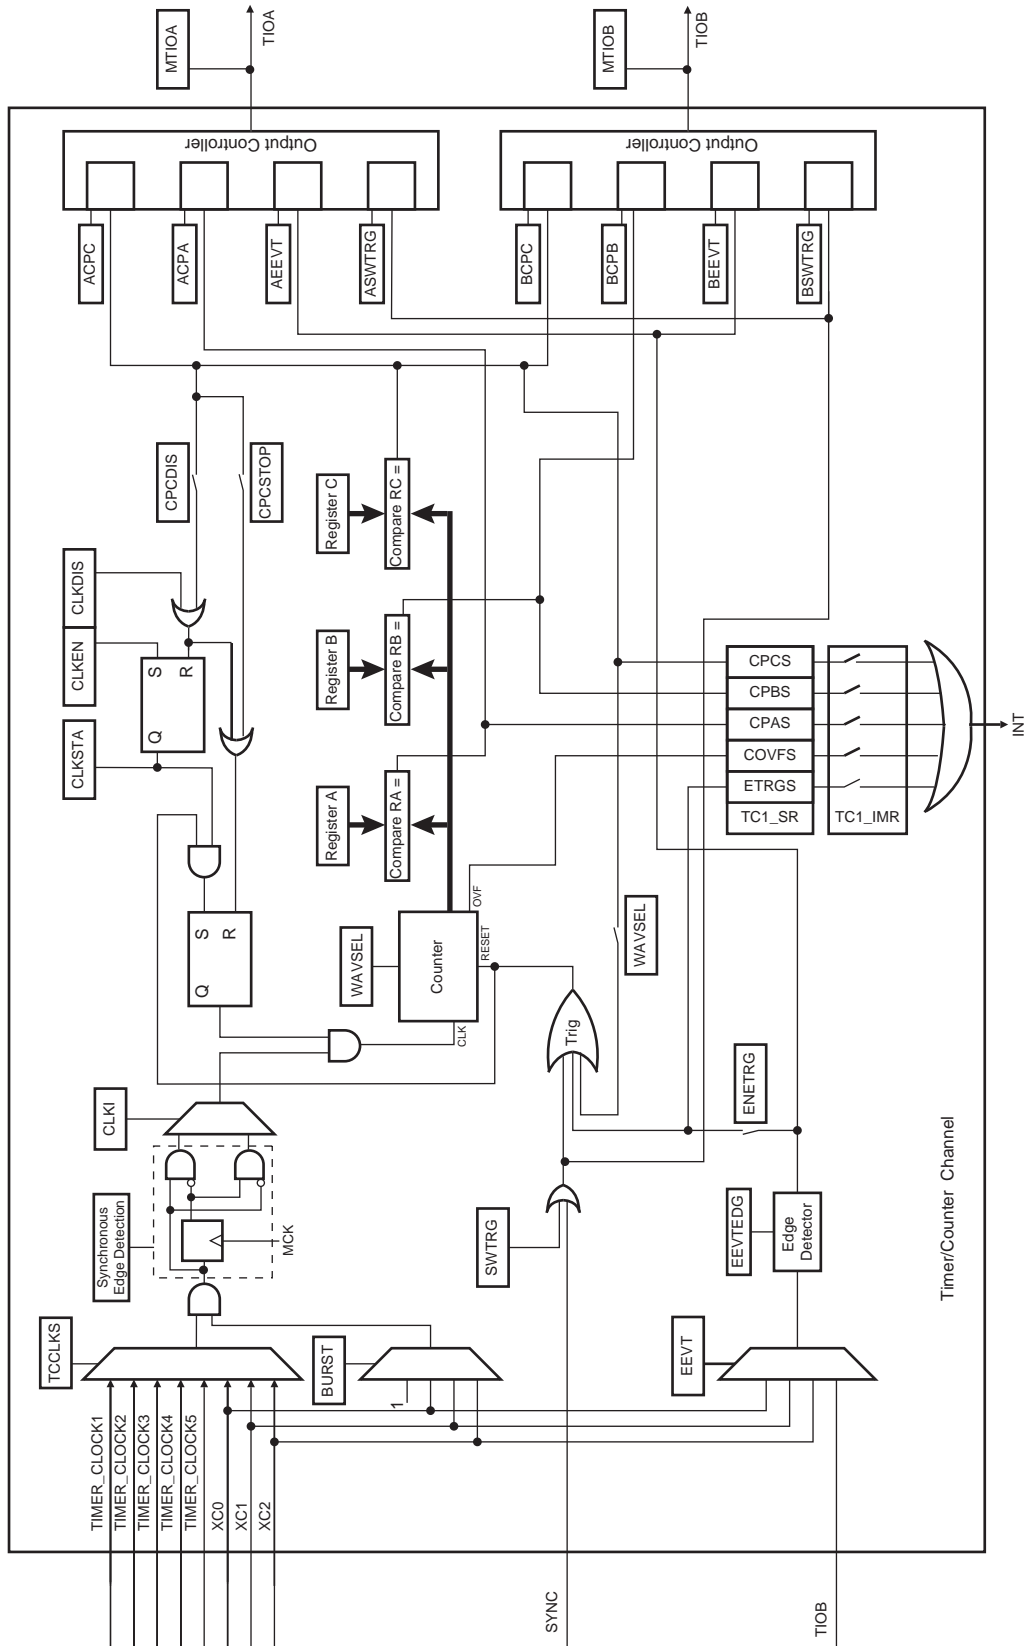 MTIOA
TIOA
MTIOB
TIOB
Output Controller
Output Controller
ACPC
ACPA
AEEVT
ASWTRG
BCPC
BCPB
BEEVT
BSWTRG
CPCDIS
CPCSTOP
CLKDIS
CLKEN
CLKSTA
S
R
Q
Register C
Compare RC =
Register B
Compare RB =
Register A
Compare RA =
S
R
Q
WAVSEL
Counter
OVF
RESET
CLK
Trig
WAVSEL
CPCS
CPBS
CPAS
COVFS
ETRGS
TC1_SR
TC1_IMR
INT
ENETRG
CLKI
Synchronous
Edge Detection
MCK
SWTRG
EEVTEDG
Edge
Detector
Timer/Counter Channel
TCCLKS
BURST
EEVT
1
TIMER_CLOCK1
TIMER_CLOCK2
TIMER_CLOCK3
TIMER_CLOCK4
TIMER_CLOCK5
XC0
XC1
XC2
SYNC
TIOB